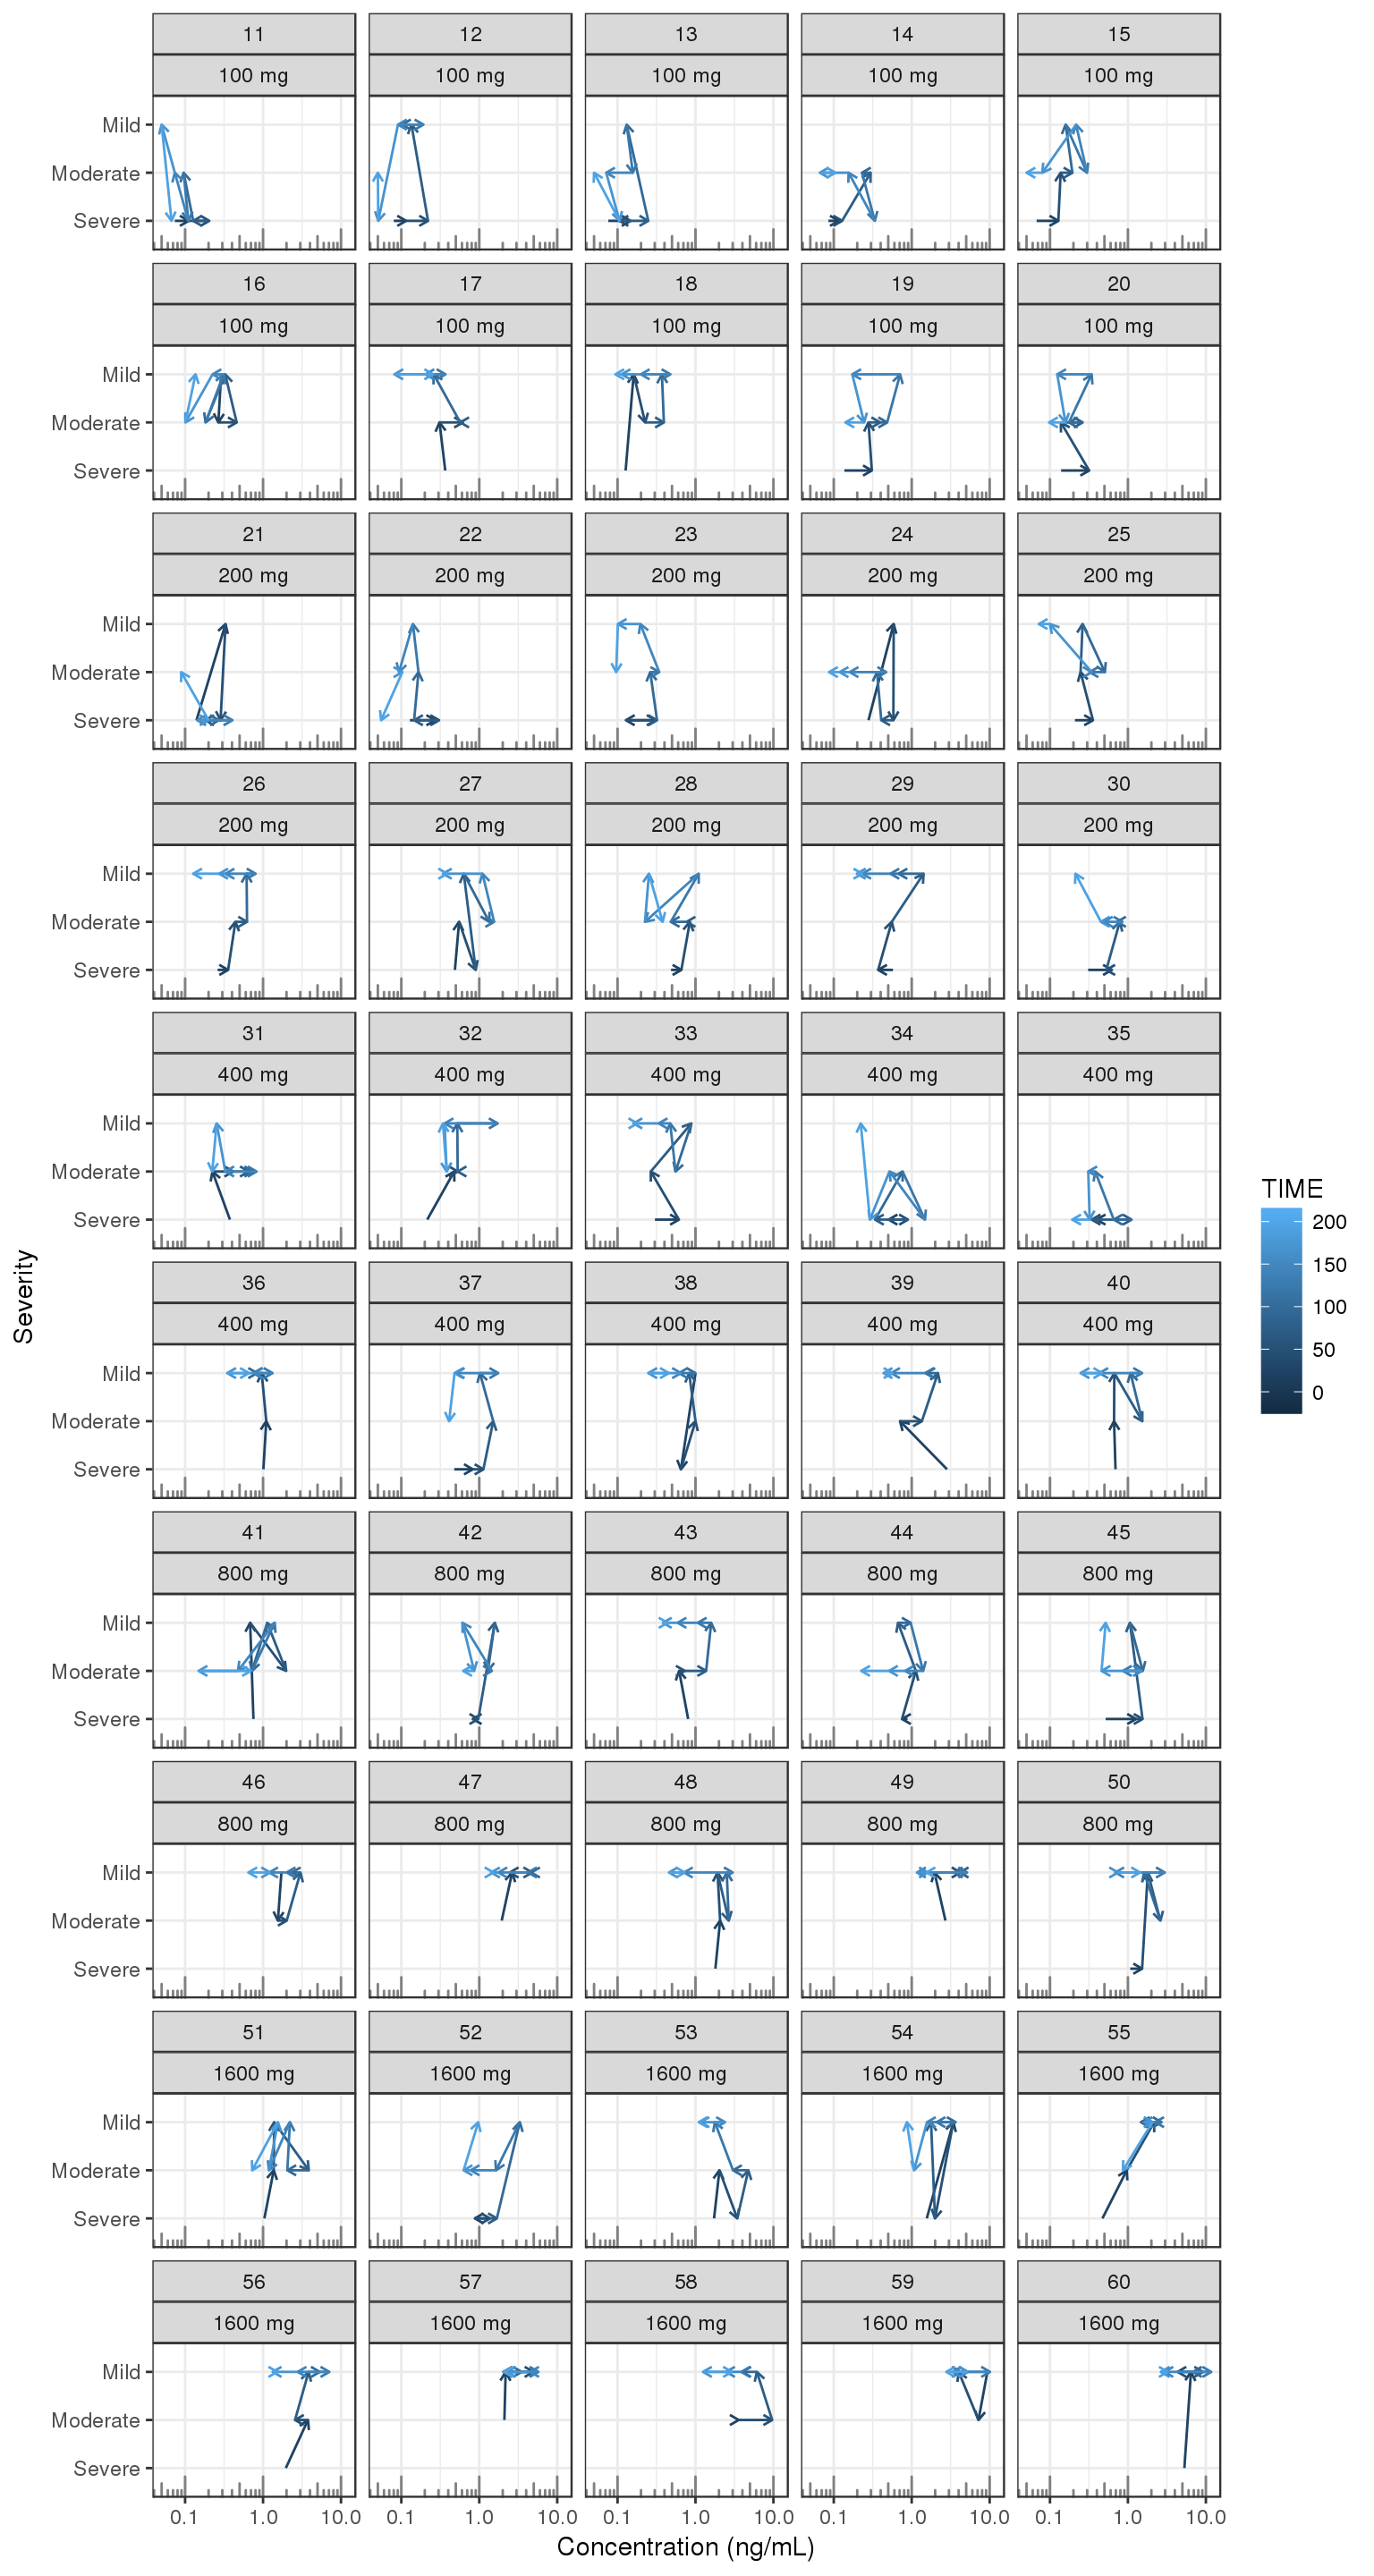 11 12 13 14 15
100 mg 100 mg 100 mg 100 mg 100 mg
Mild
Moderate
Severe
16 17 18 19 20
100 mg 100 mg 100 mg 100 mg 100 mg
Mild
Moderate
Severe
21 22 23 24 25
200 mg 200 mg 200 mg 200 mg 200 mg
Mild
Moderate
Severe
26 27 28 29 30
200 mg 200 mg 200 mg 200 mg 200 mg
Mild
Moderate
Severe
31 32 33 34 35
400 mg 400 mg 400 mg 400 mg 400 mg
Mild
Moderate
Severe
36 37 38 39 40
400 mg 400 mg 400 mg 400 mg 400 mg
Mild
Moderate
Severe
41 42 43 44 45
800 mg 800 mg 800 mg 800 mg 800 mg
Mild
Moderate
Severe
46 47 48 49 50
800 mg 800 mg 800 mg 800 mg 800 mg
Mild
Moderate
Severe
51 52 53 54 55
1600 mg 1600 mg 1600 mg 1600 mg 1600 mg
Mild
Moderate
Severe
56 57 58 59 60
1600 mg 1600 mg 1600 mg 1600 mg 1600 mg
Mild
Moderate
Severe
0.1 1.0 10.0 0.1 1.0 10.0 0.1 1.0 10.0 0.1 1.0 10.0 0.1 1.0 10.0
Concentration (ng/mL)
Severity
TIME
200
150
100
50
0